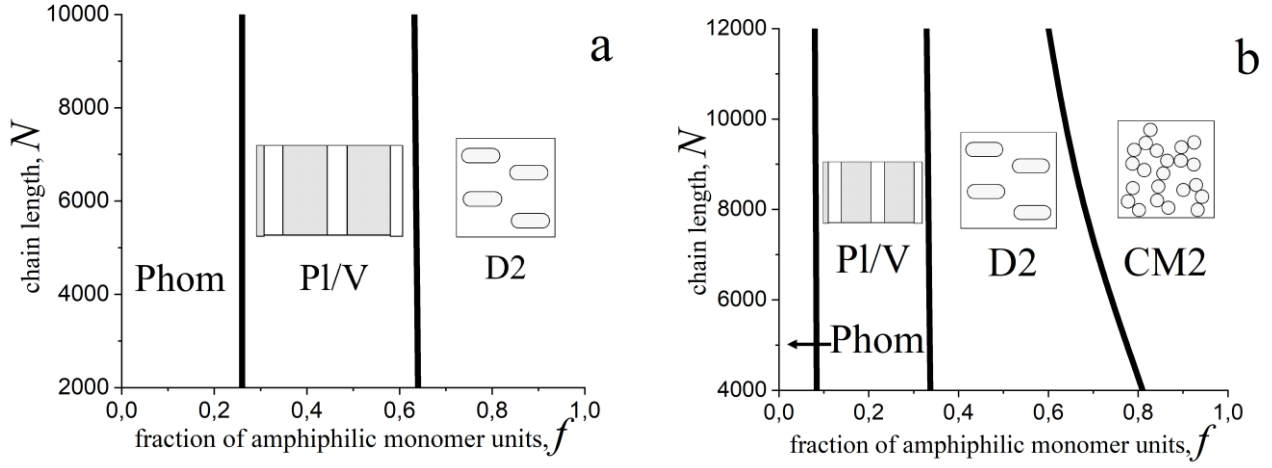 a
10000
8000
6000
4000
2000
chain length, N
Phom
Pl/V
D2
0,0 0,2 0,4 0,6 0,8 1,0
fraction of amphiphilic monomer units, f
b
12000
10000
8000
6000
4000
chain length, N
Pl/V
D2
CM2
Phom
0,0 0,2 0,4 0,6 0,8 1,0
fraction of amphiphilic monomer units, f